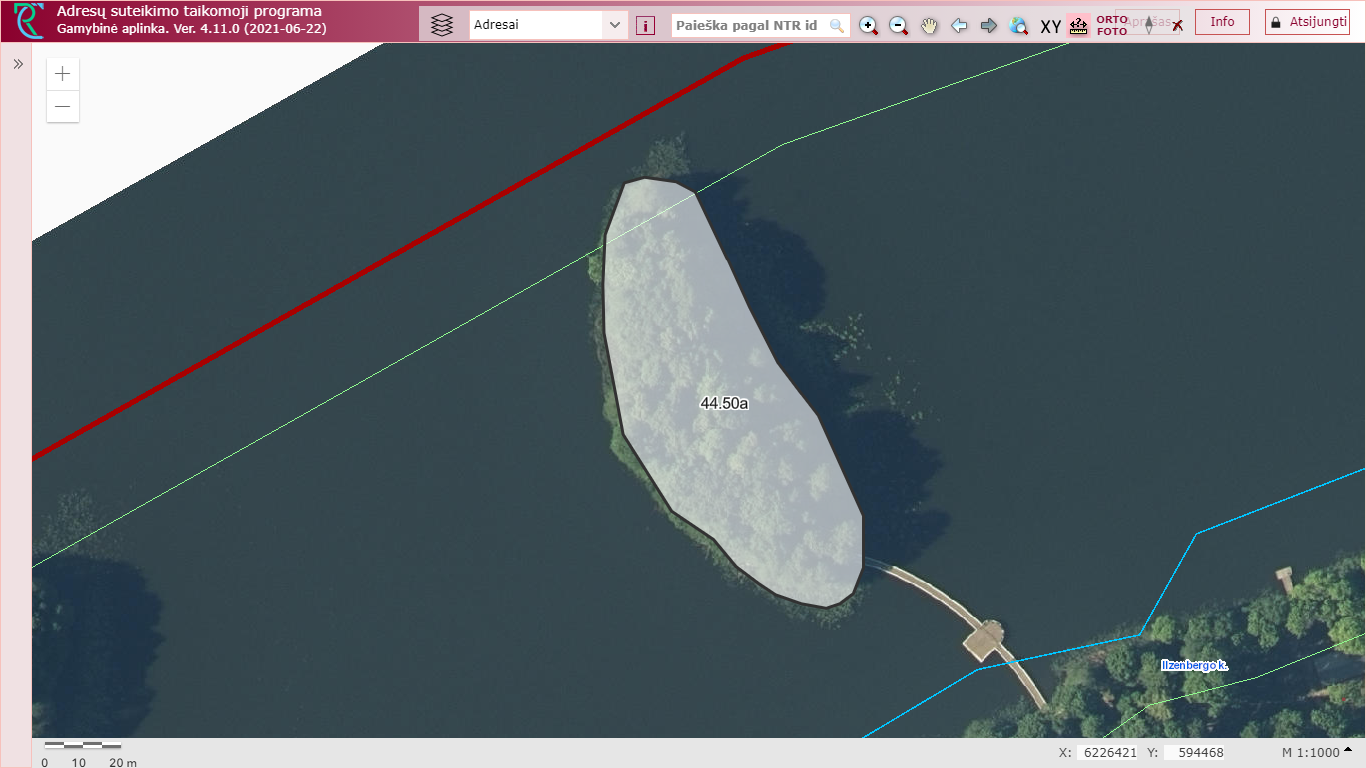 Adresų suteikimo taikomoji programa
Gamybinė aplinka. Ver. 4.11.0 (2021-06-22)
Adresai
i
Paieška pagal NTR id
XY
ORTO
FOTO
Aprašas
Info
Atsijungti
»
+
−
44.50a
Ilzenbergo k.
0 10 20 m
X: 6226421 Y: 594468 M 1:1000